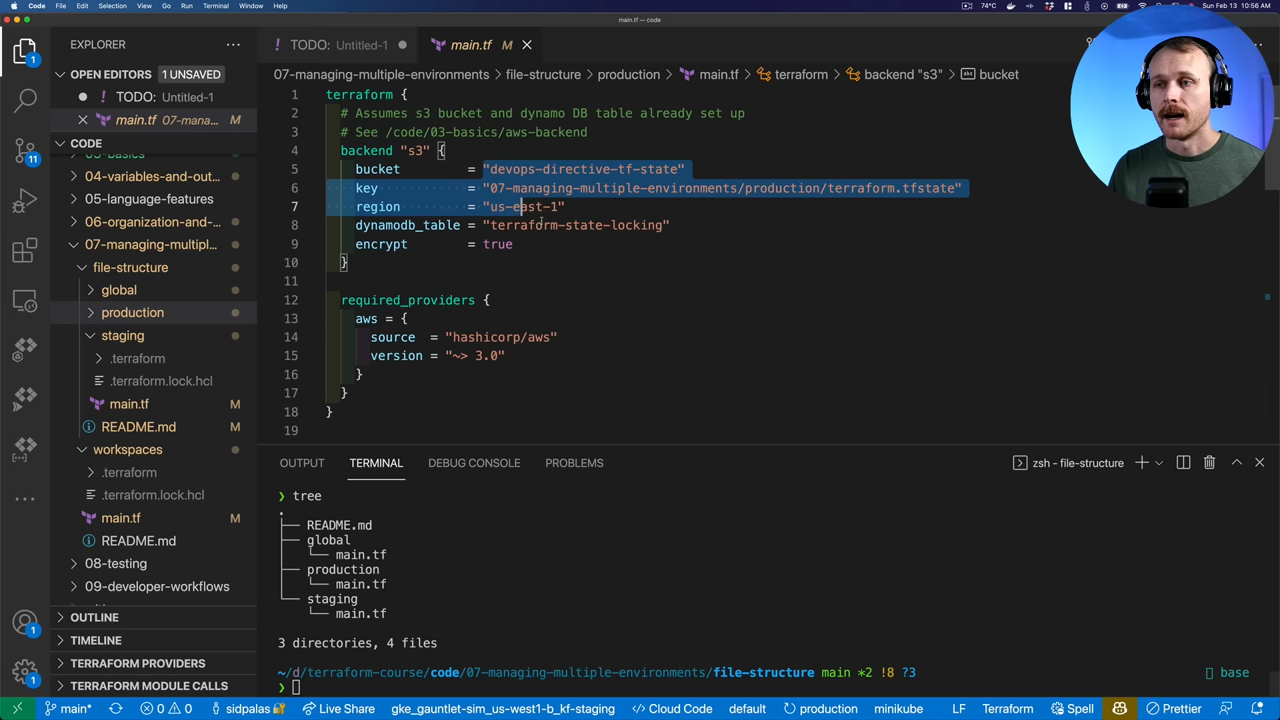 Code File Edit Selection View Go Run Terminal Window Help
74°C Sun Feb 13 10:56 AM
main.tf — code
EXPLORER
OPEN EDITORS 1 UNSAVED
TODO: Untitled-1
main.tf 07-mana... M
CODE
03-basics
04-variables-and-out...
05-language-features
06-organization-and-...
07-managing-multipl...
file-structure
global
production
staging
.terraform
.terraform.lock.hcl
main.tf M
README.md M
workspaces
.terraform
.terraform.lock.hcl
main.tf M
README.md
08-testing
09-developer-workflows
OUTLINE
TIMELINE
TERRAFORM PROVIDERS
TERRAFORM MODULE CALLS
1
11
1
1
! TODO: Untitled-1
main.tf M
07-managing-multiple-environments > file-structure > production > main.tf > terraform > backend "s3" > bucket
1 terraform {
2 # Assumes s3 bucket and dynamo DB table already set up
3 # See /code/03-basics/aws-backend
4 backend "s3" {
5 bucket = "devops-directive-tf-state"
6 key = "07-managing-multiple-environments/production/terraform.tfstate"
7 region = "us-east-1"
8 dynamodb_table = "terraform-state-locking"
9 encrypt = true
10 }
11
12 required_providers {
13 aws = {
14 source = "hashicorp/aws"
15 version = "~> 3.0"
16 }
17 }
18 }
19
OUTPUT TERMINAL DEBUG CONSOLE PROBLEMS
zsh - file-structure
❯ tree
.
├── README.md
├── global
│   └── main.tf
├── production
│   └── main.tf
└── staging
    └── main.tf
3 directories, 4 files
~/d/terraform-course/code/07-managing-multiple-environments/file-structure main *2 !8 ?3
base
❯
main* 0 0 sidpalas Live Share gke_gauntlet-sim_us-west1-b_kf-staging Cloud Code default production minikube LF Terraform Spell Prettier